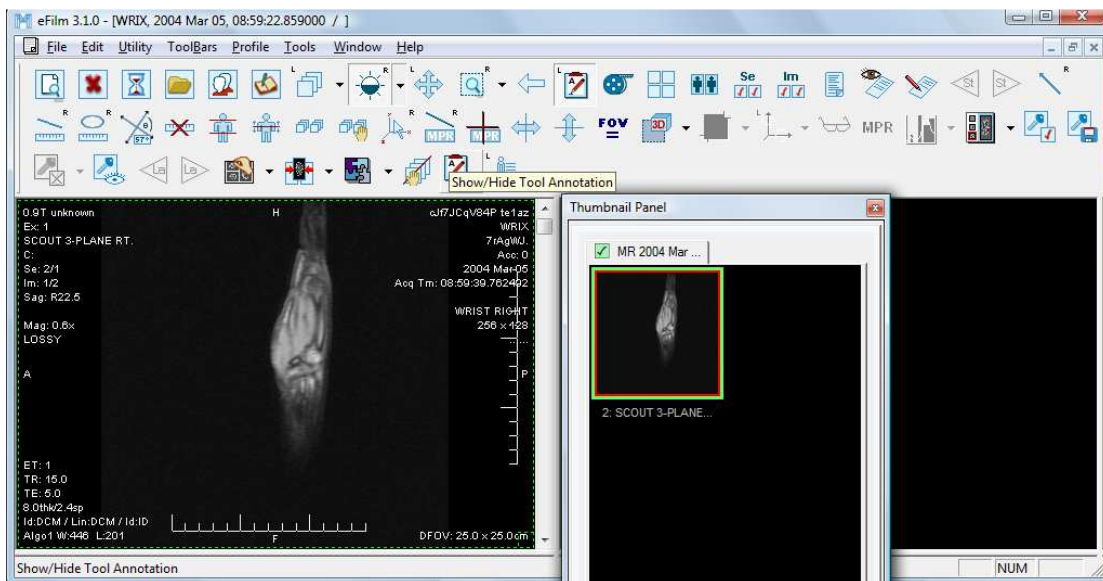 eFilm 3.1.0 - [WRIX, 2004 Mar 05, 08:59:22.859000 / ]
File Edit Utility ToolBars Profile Tools Window Help
L R L R L Se Im St St R
R R 57° R MPR MPR FOV 3D MPR
La La L
Show/Hide Tool Annotation
0.9T unknown
Ex: 1
SCOUT 3-PLANE RT.
C:
Se: 2/1
Im: 1/2
Sag: R22.5
Mag: 0.6x
LOSSY
H
cJf7JCqV84P te1az
WRIX
7rAgWJ.
Acc: 0
2004 Mar 05
Acq Tm: 08:59:39.762492
WRIST RIGHT
256 x 128
A
P
ET: 1
TR: 15.0
TE: 5.0
8.0thk/2.4sp
Id:DCM / Lin:DCM / Id:ID
Algo1 W:446 L:201
F
DFOV: 25.0 x 25.0cm
Thumbnail Panel
MR 2004 Mar ...
2: SCOUT 3-PLANE...
Show/Hide Tool Annotation
NUM